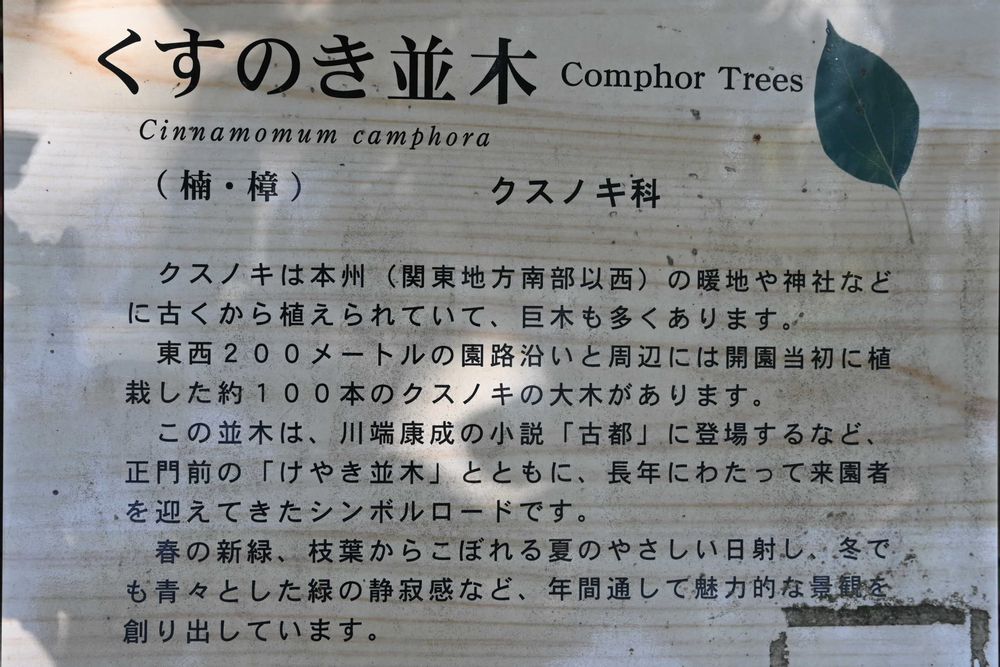 くすのき並木 Comphor Trees
Cinnamomum camphora
（楠・樟） クスノキ科
クスノキは本州（関東地方南部以西）の暖地や神社など
に古くから植えられていて、巨木も多くあります。
東西２００メートルの園路沿いと周辺には開園当初に植
栽した約１００本のクスノキの大木があります。
この並木は、川端康成の小説「古都」に登場するなど、
正門前の「けやき並木」とともに、長年にわたって来園者
を迎えてきたシンボルロードです。
春の新緑、枝葉からこぼれる夏のやさしい日射し、冬で
も青々とした緑の静寂感など、年間通して魅力的な景観を
創り出しています。